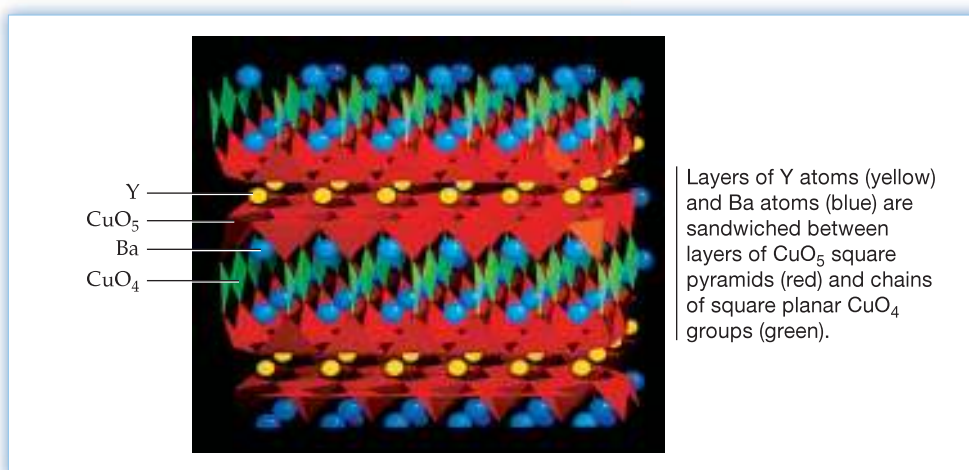 Y
CuO5
Ba
CuO4
Layers of Y atoms (yellow)
and Ba atoms (blue) are
sandwiched between
layers of CuO5 square
pyramids (red) and chains
of square planar CuO4
groups (green).